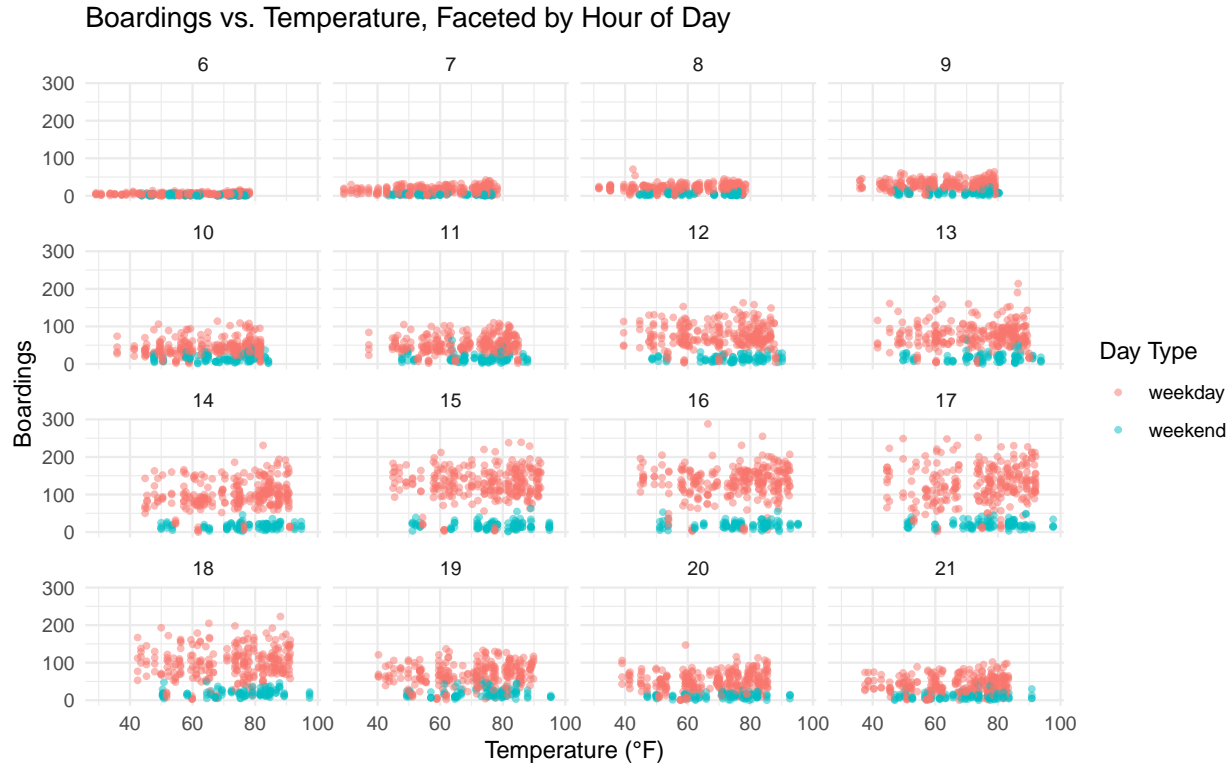 Boardings vs. Temperature, Faceted by Hour of Day
6 7 8 9
300
200
100
0
10 11 12 13
300
200
100
0
14 15 16 17
300
200
100
0
18 19 20 21
300
200
100
0
40 60 80 100 40 60 80 100 40 60 80 100 40 60 80 100
Temperature (°F)
Boardings
Day Type
weekday
weekend